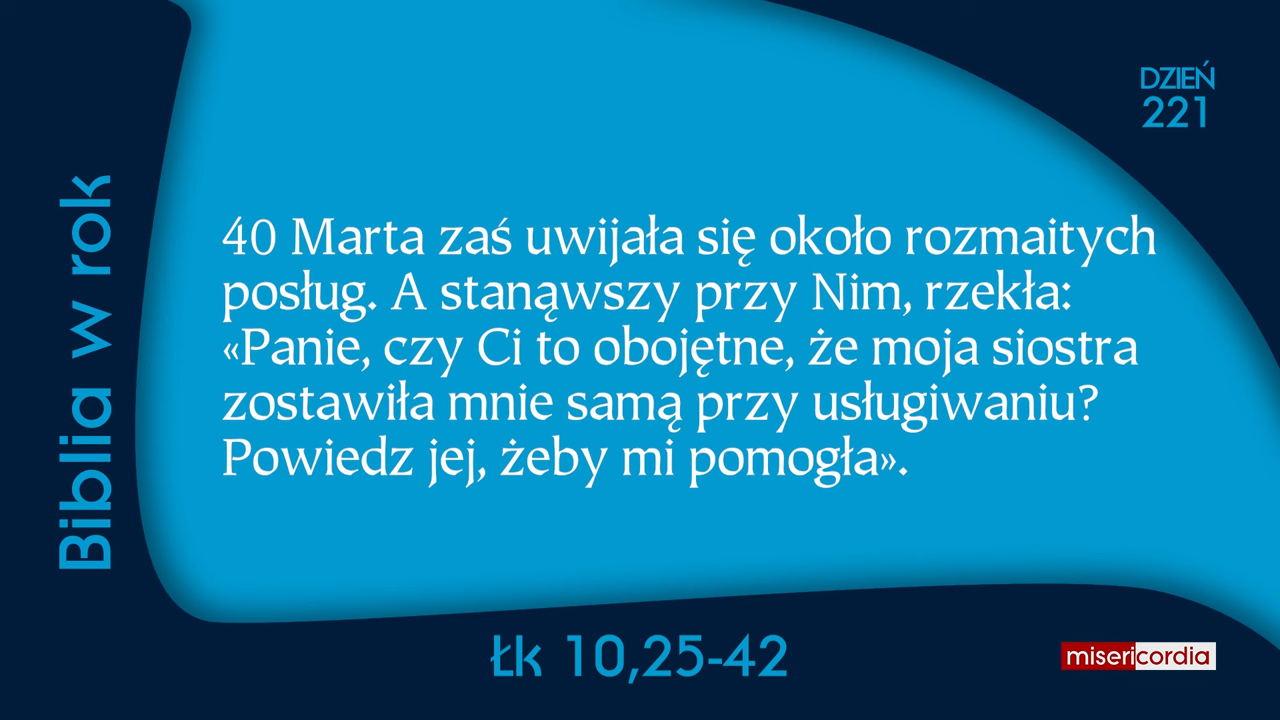 DZIEŃ
221
Biblia w rok
40 Marta zaś uwijała się około rozmaitych
posług. A stanąwszy przy Nim, rzekła:
«Panie, czy Ci to obojętne, że moja siostra
zostawiła mnie samą przy usługiwaniu?
Powiedz jej, żeby mi pomogła».
Łk 10,25-42
misericordia